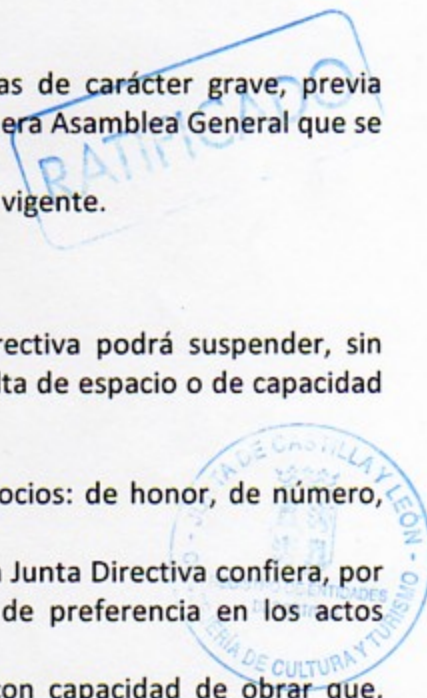 as de carácter grave, previa
era Asamblea General que se
RATIFICADO
vigente.
rectiva podrá suspender, sin
lta de espacio o de capacidad
ocios: de honor, de número,
a Junta Directiva confiera, por
de preferencia en los actos
con capacidad de obrar que,
JUNTA DE CASTILLA Y LEÓN -
ERÍA DE CULTURA Y TURISMO